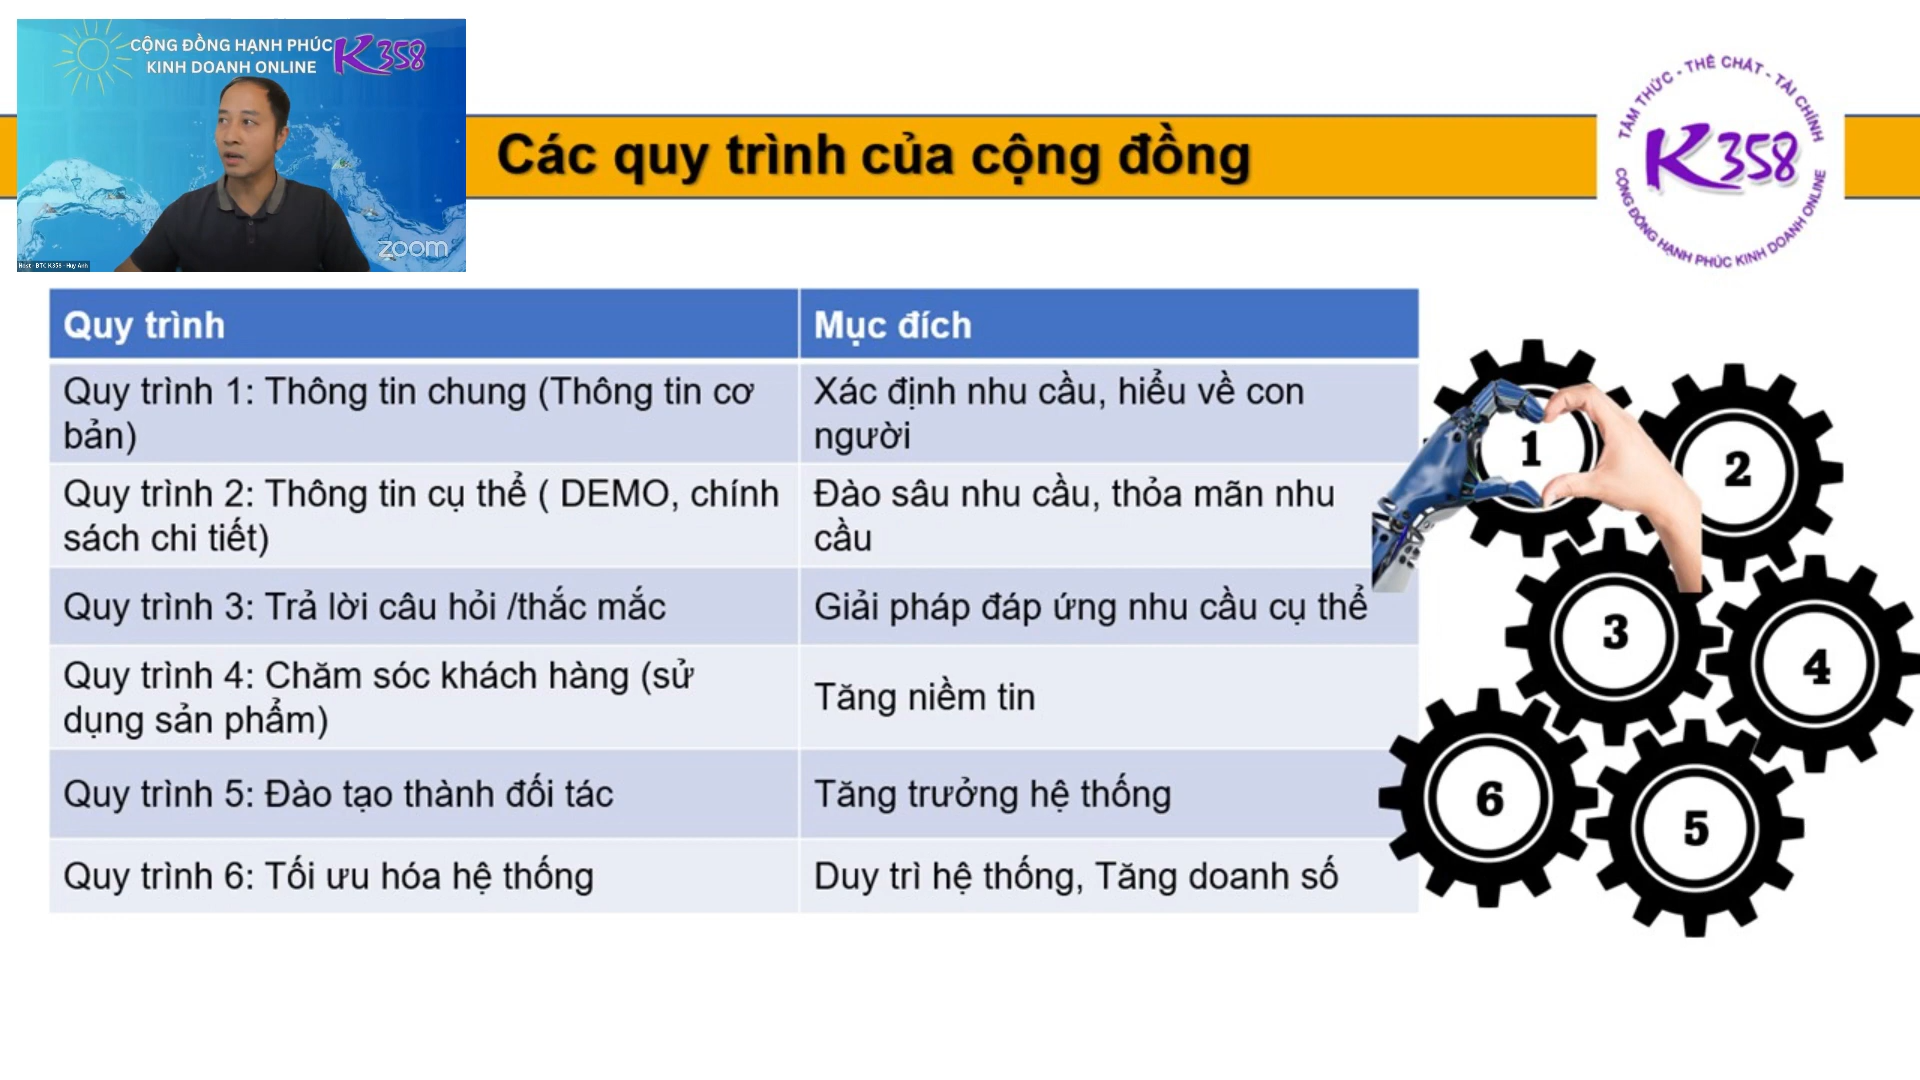 CỘNG ĐỒNG HẠNH PHÚC
KINH DOANH ONLINE
K358
zoom
Host - BTC K358 - Huy Anh
Các quy trình của cộng đồng
TÂM THỨC - THỂ CHẤT - TÀI CHÍNH
K358
CỘNG ĐỒNG HẠNH PHÚC KINH DOANH ONLINE
Quy trình
Mục đích
Quy trình 1: Thông tin chung (Thông tin cơ
bản)
Xác định nhu cầu, hiểu về con
người
Quy trình 2: Thông tin cụ thể ( DEMO, chính
sách chi tiết)
Đào sâu nhu cầu, thỏa mãn nhu
cầu
Quy trình 3: Trả lời câu hỏi /thắc mắc
Giải pháp đáp ứng nhu cầu cụ thể
Quy trình 4: Chăm sóc khách hàng (sử
dụng sản phẩm)
Tăng niềm tin
Quy trình 5: Đào tạo thành đối tác
Tăng trưởng hệ thống
Quy trình 6: Tối ưu hóa hệ thống
Duy trì hệ thống, Tăng doanh số
1
2
3
4
6
5